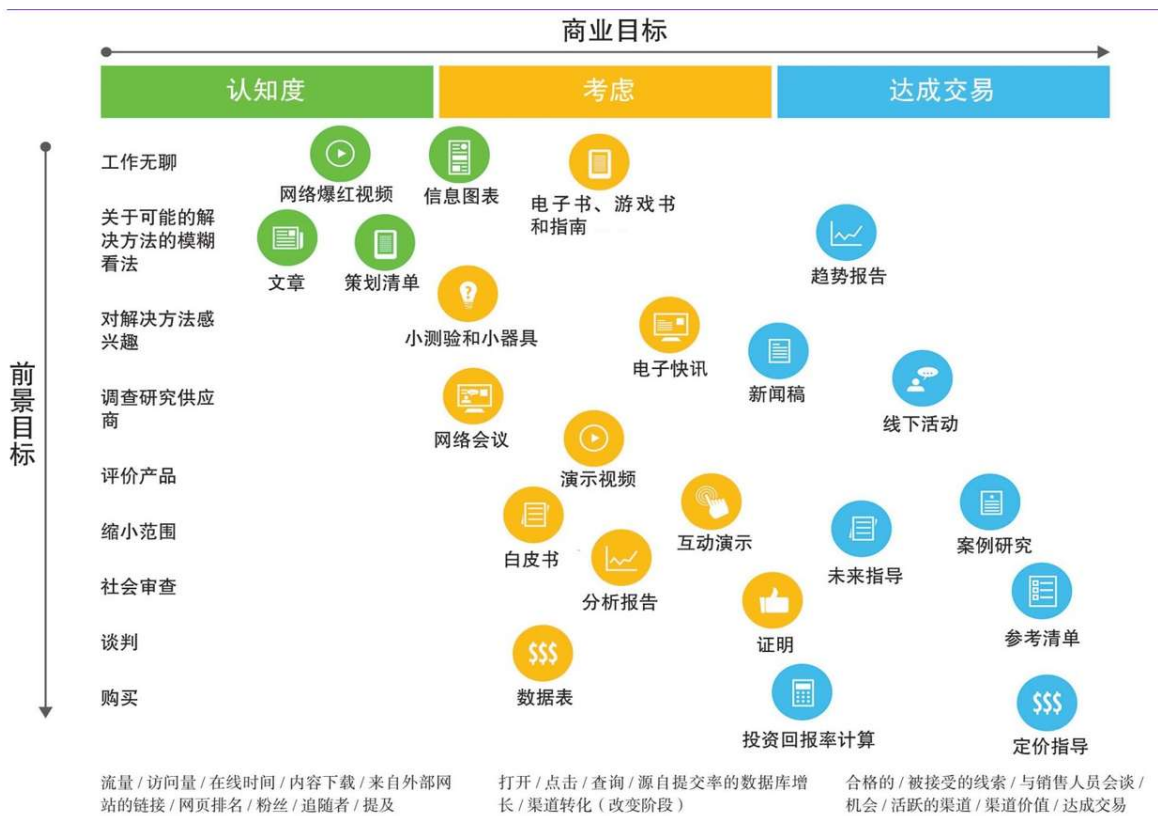 商业目标
认知度
考虑
达成交易
前景目标
工作无聊
关于可能的解
决方法的模糊
看法
对解决方法感
兴趣
调查研究供应
商
评价产品
缩小范围
社会审查
谈判
购买
网络爆红视频
信息图表
电子书、游戏书
和指南
文章
策划清单
趋势报告
小测验和小器具
电子快讯
新闻稿
线下活动
网络会议
演示视频
白皮书
互动演示
未来指导
案例研究
分析报告
证明
参考清单
$$$
数据表
投资回报率计算
$$$
定价指导
流量 / 访问量 / 在线时间 / 内容下载 / 来自外部网
站的链接 / 网页排名 / 粉丝 / 追随者 / 提及
打开 / 点击 / 查询 / 源自提交率的数据库增
长 / 渠道转化（改变阶段）
合格的 / 被接受的线索 / 与销售人员会谈 /
机会 / 活跃的渠道 / 渠道价值 / 达成交易